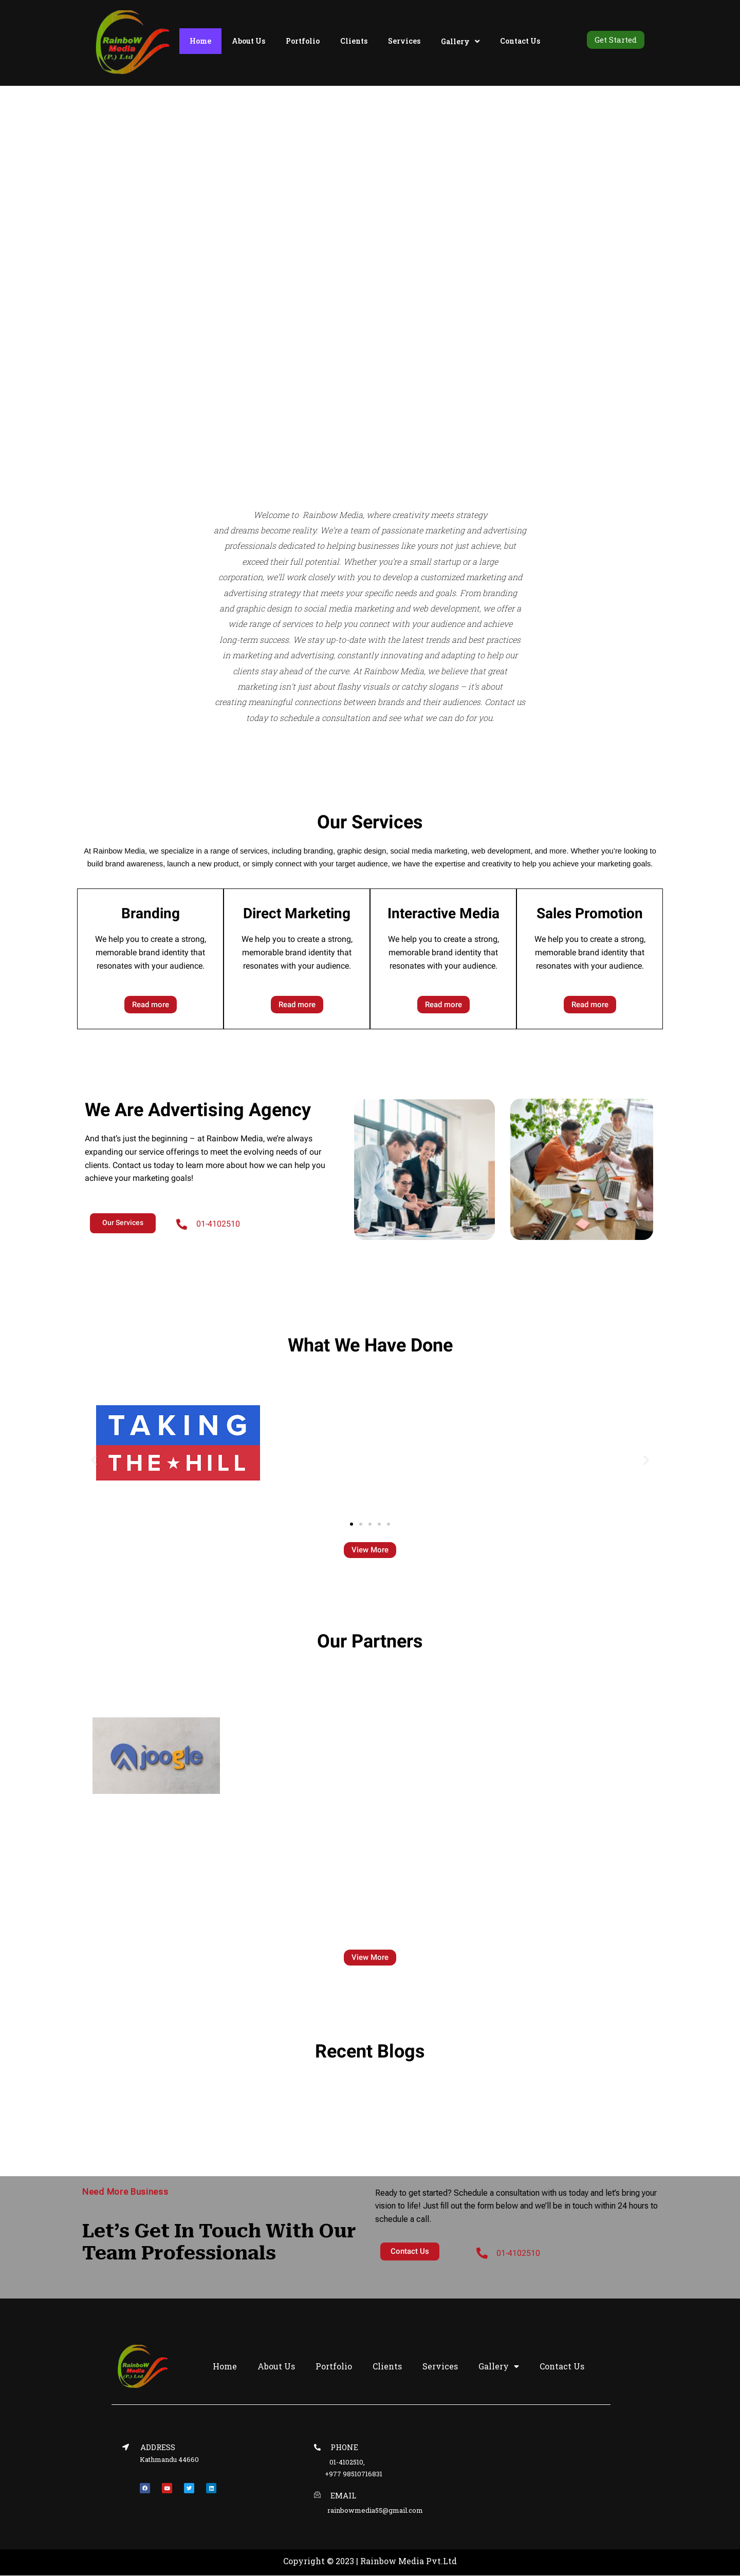 RainboW
Media
(P.) Ltd
Home
About Us
Portfolio
Clients
Services
Gallery
Contact Us
Get Started
Welcome to  Rainbow Media, where creativity meets strategy
and dreams become reality. We're a team of passionate marketing and advertising
professionals dedicated to helping businesses like yours not just achieve, but
exceed their full potential. Whether you're a small startup or a large
corporation, we'll work closely with you to develop a customized marketing and
advertising strategy that meets your specific needs and goals. From branding
and graphic design to social media marketing and web development, we offer a
wide range of services to help you connect with your audience and achieve
long-term success. We stay up-to-date with the latest trends and best practices
in marketing and advertising, constantly innovating and adapting to help our
clients stay ahead of the curve. At Rainbow Media, we believe that great
marketing isn't just about flashy visuals or catchy slogans – it's about
creating meaningful connections between brands and their audiences. Contact us
today to schedule a consultation and see what we can do for you.
Our Services
At Rainbow Media, we specialize in a range of services, including branding, graphic design, social media marketing, web development, and more. Whether you're looking to
build brand awareness, launch a new product, or simply connect with your target audience, we have the expertise and creativity to help you achieve your marketing goals.
Branding
We help you to create a strong,
memorable brand identity that
resonates with your audience.
Read more
Direct Marketing
We help you to create a strong,
memorable brand identity that
resonates with your audience.
Read more
Interactive Media
We help you to create a strong,
memorable brand identity that
resonates with your audience.
Read more
Sales Promotion
We help you to create a strong,
memorable brand identity that
resonates with your audience.
Read more
We Are Advertising Agency
And that's just the beginning – at Rainbow Media, we're always
expanding our service offerings to meet the evolving needs of our
clients. Contact us today to learn more about how we can help you
achieve your marketing goals!
Our Services
01-4102510
What We Have Done
TAKING
THE★HILL
View More
Our Partners
joogle
View More
Recent Blogs
Need More Business
Let's Get In Touch With Our
Team Professionals
Ready to get started? Schedule a consultation with us today and let's bring your
vision to life! Just fill out the form below and we'll be in touch within 24 hours to
schedule a call.
Contact Us
01-4102510
RainboW
Media
(P.) Ltd
Home
About Us
Portfolio
Clients
Services
Gallery
Contact Us
ADDRESS
Kathmandu 44660
PHONE
01-4102510,
+977 98510716831
EMAIL
rainbowmedia55@gmail.com
Copyright © 2023 | Rainbow Media Pvt.Ltd